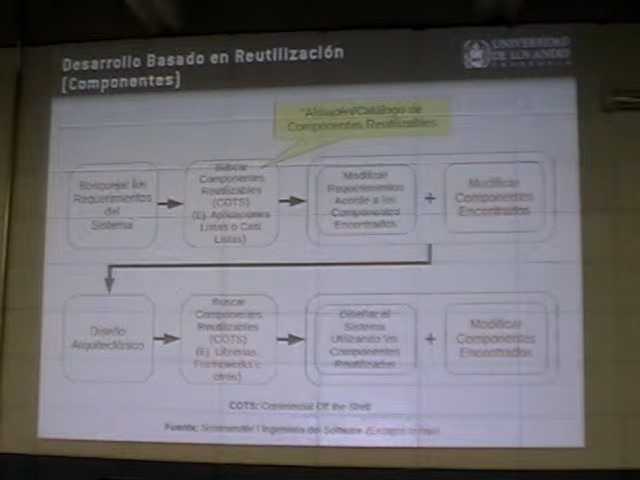 Desarrollo Basado en Reutilización
(Componentes)
UNIVERSIDAD
DE LOS ANDES
"Almacén/Catálogo de
Componentes Reutilizables
Bosquejar los
Requerimientos
del
Sistema
Buscar
Componentes
Reutilizables
(COTS)
(Ej. Aplicaciones
Listas o Casi
Listas)
Modificar
Requerimientos
Acorde a los
Componentes
Encontrados.
+
Modificar
Componentes
Encontrados
Diseño
Arquitectónico
Buscar
Componentes
Reutilizables
(COTS)
(Ej. Librerías,
Frameworks o
otros)
Diseñar el
Sistema
Utilizando los
Componentes
Reutilizados
+
Modificar
Componentes
Encontrados
COTS: Commercial Off the Shelf
Fuente: Sommerville / Ingeniería del Software